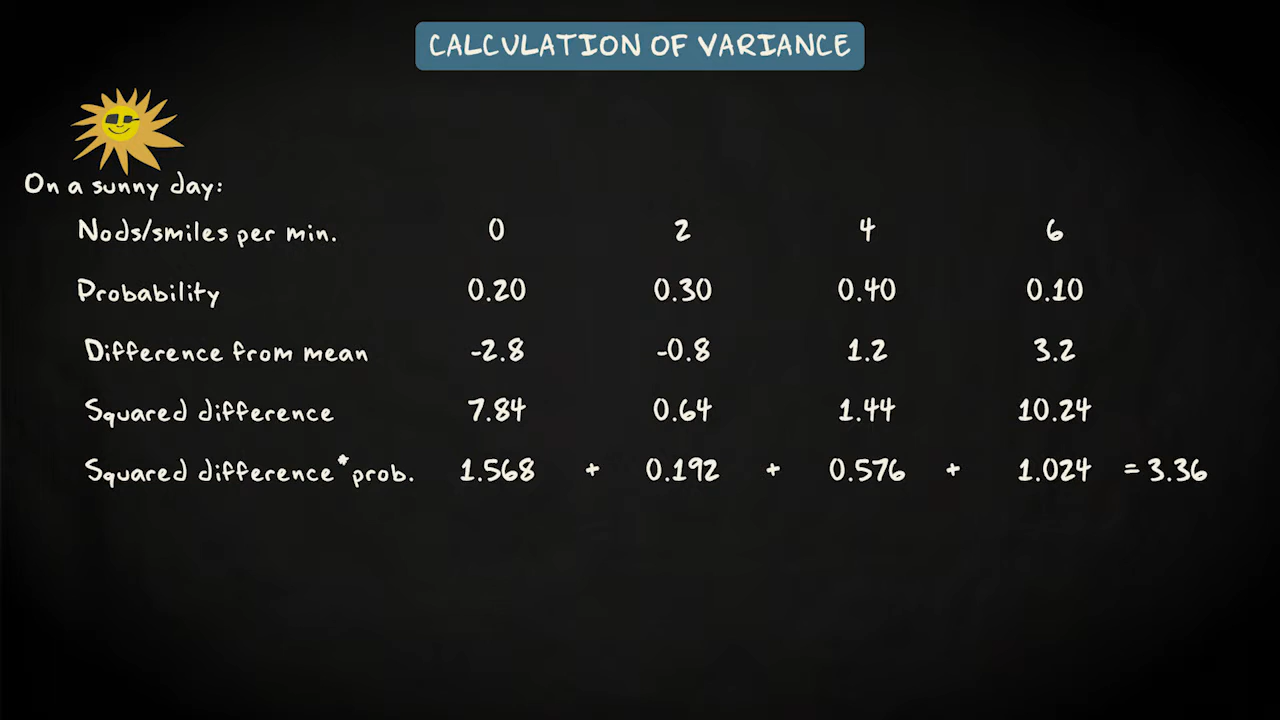 CALCULATION OF VARIANCE
On a sunny day:
Nods/smiles per min. 0 2 4 6
Probability 0.20 0.30 0.40 0.10
Difference from mean -2.8 -0.8 1.2 3.2
Squared difference 7.84 0.64 1.44 10.24
Squared difference*prob. 1.568 + 0.192 + 0.576 + 1.024 = 3.36